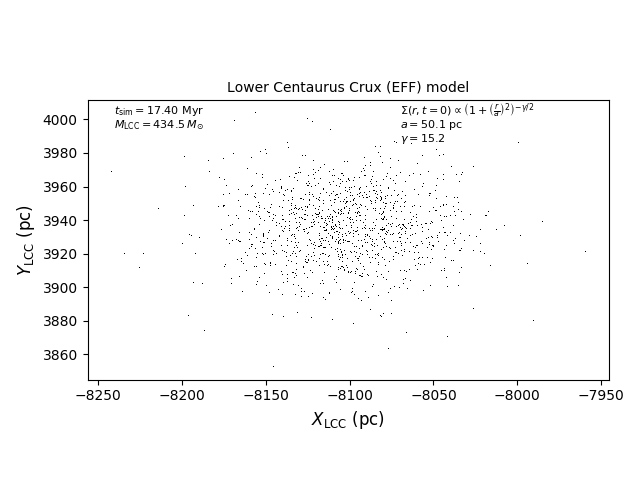 Lower Centaurus Crux (EFF) model
t_sim = 17.40 Myr
M_LCC = 434.5 M_⊙
Σ(r, t = 0) ∝ (1 + (r/a)^2)^−γ/2
a = 50.1 pc
γ = 15.2
4000
3980
3960
3940
3920
3900
3880
3860
Y_LCC (pc)
−8250 −8200 −8150 −8100 −8050 −8000 −7950
X_LCC (pc)